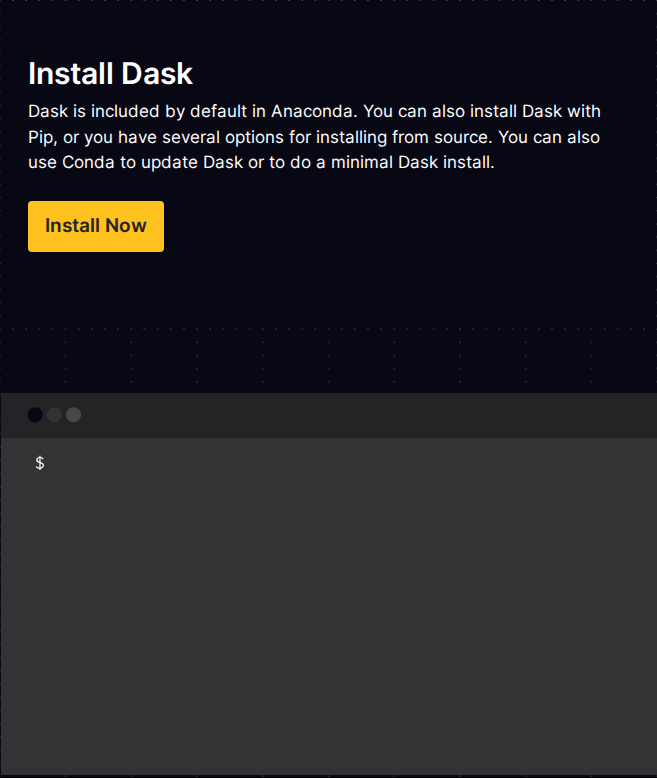 Install Dask
Dask is included by default in Anaconda. You can also install Dask with
Pip, or you have several options for installing from source. You can also
use Conda to update Dask or to do a minimal Dask install.
Install Now
$